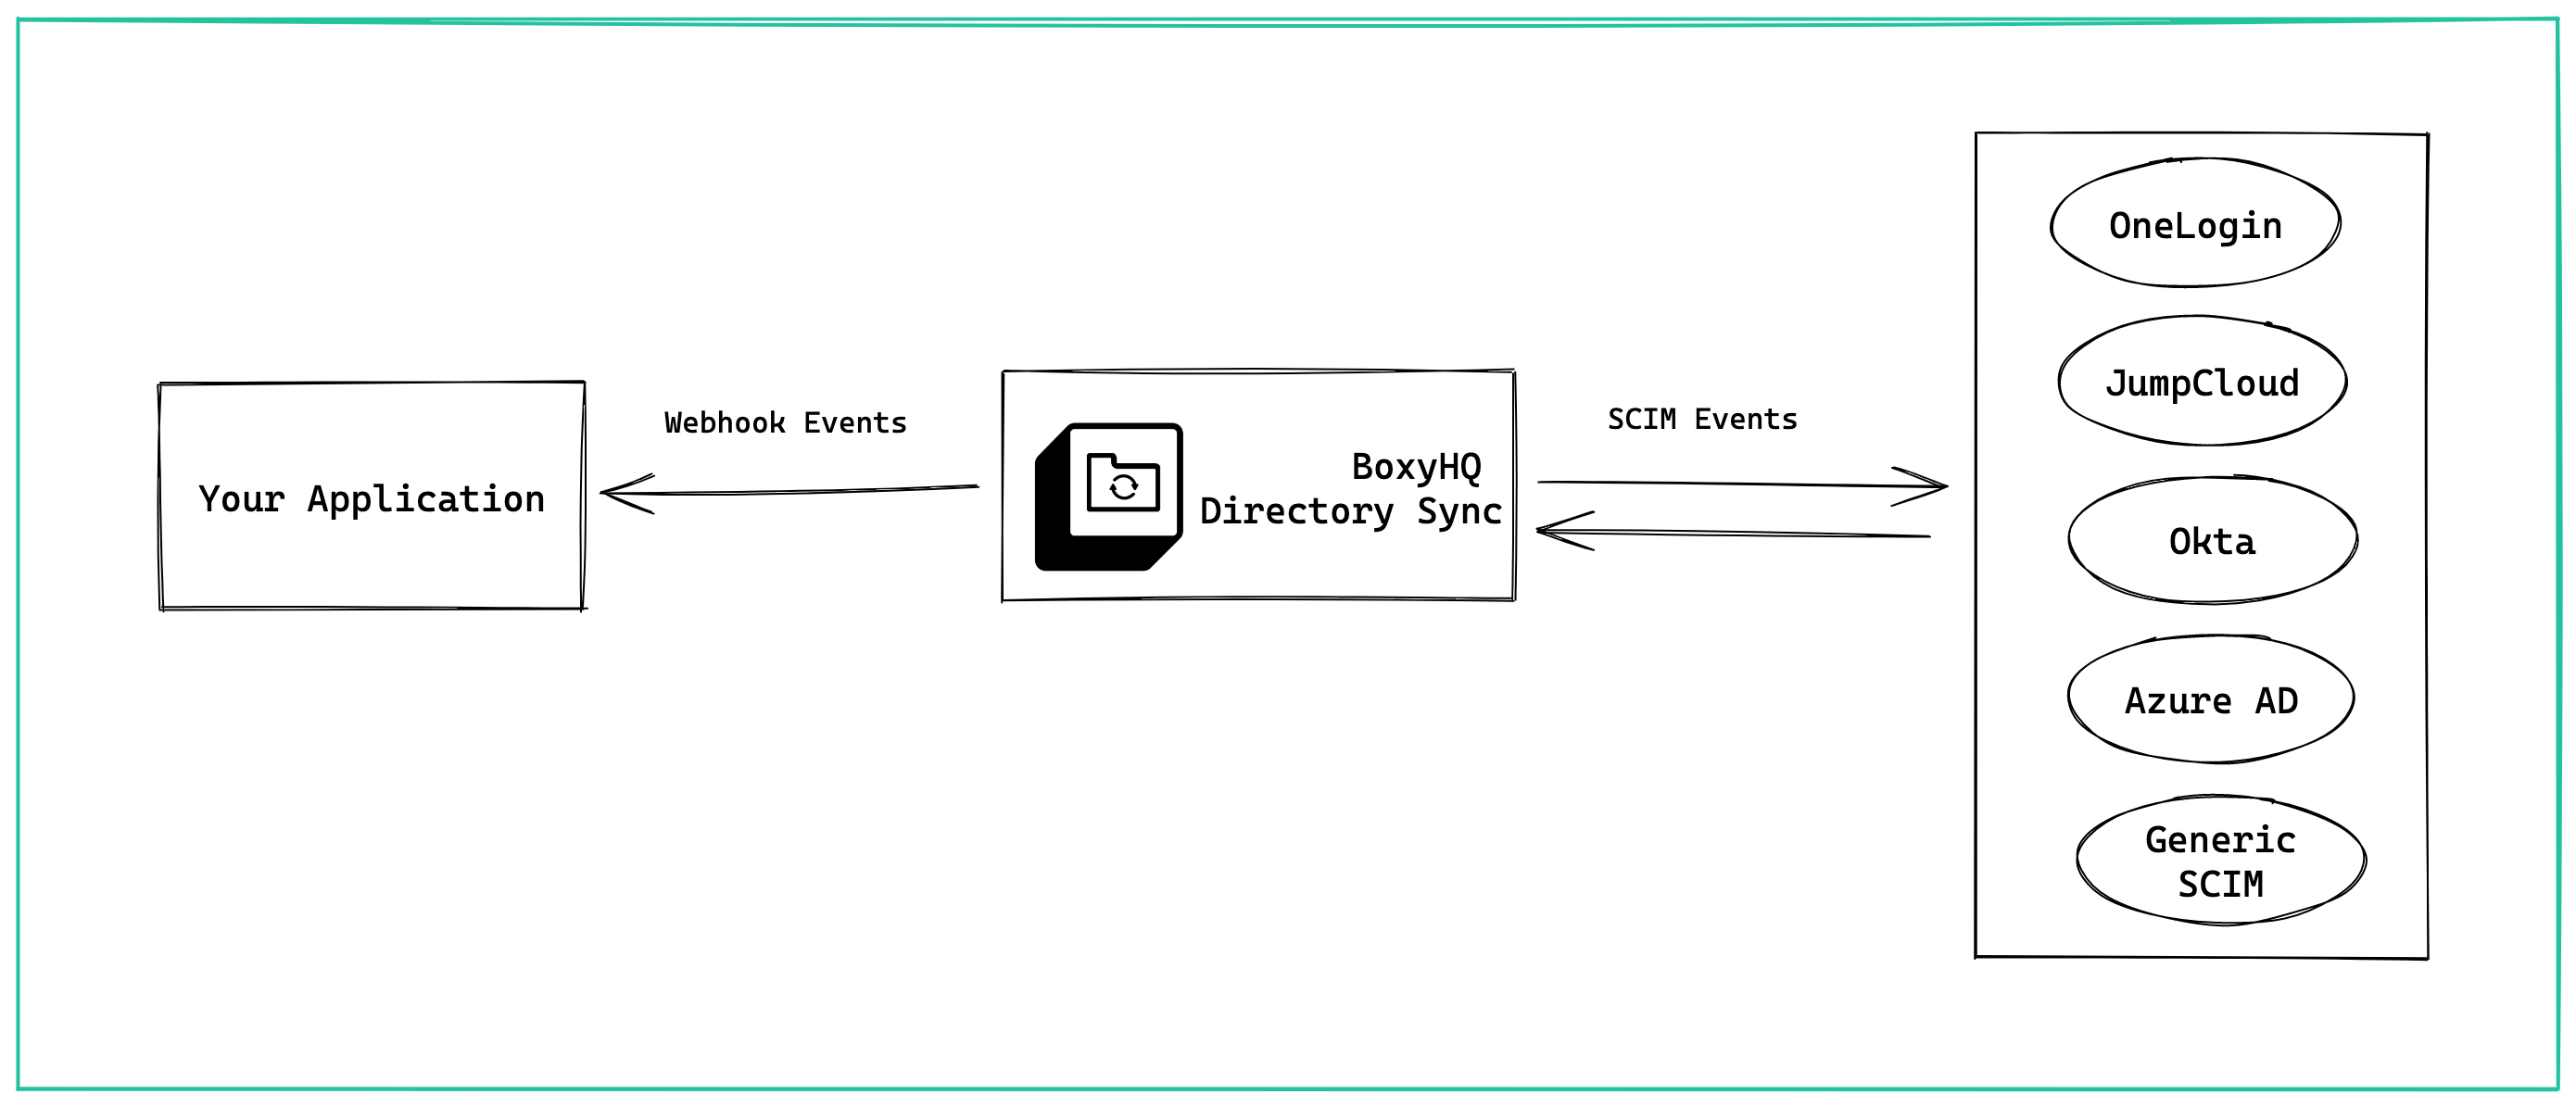 Your Application
Webhook Events
BoxyHQ
Directory Sync
SCIM Events
OneLogin
JumpCloud
Okta
Azure AD
Generic
SCIM